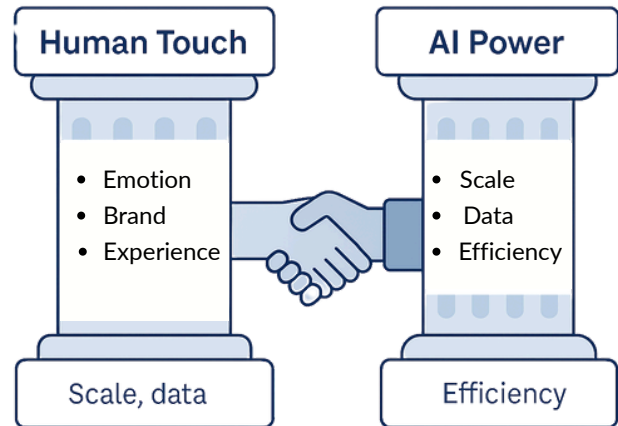 Human Touch
• Emotion
• Brand
• Experience
Scale, data
AI Power
• Scale
• Data
• Efficiency
Efficiency